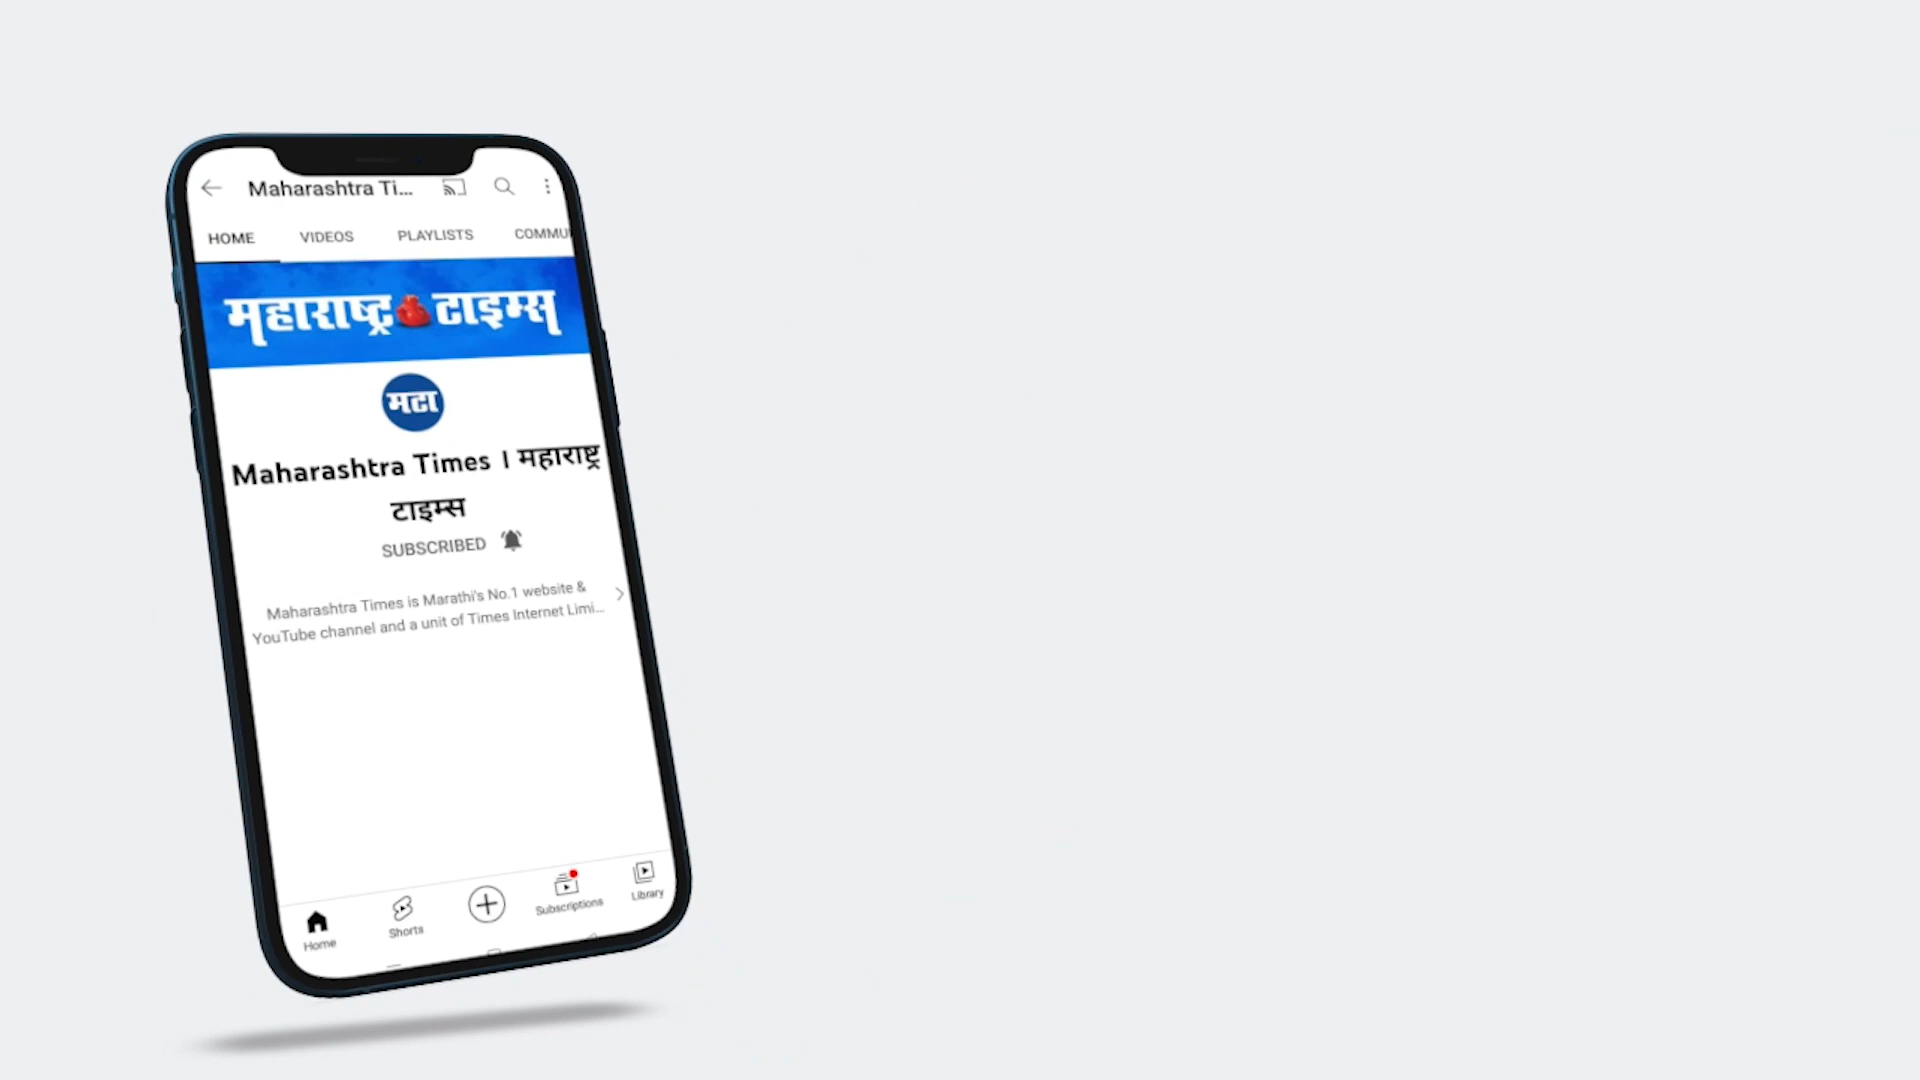 Maharashtra Ti...
HOME VIDEOS PLAYLISTS COMMU
महाराष्ट्र टाइम्स
मटा
Maharashtra Times । महाराष्ट्र
टाइम्स
SUBSCRIBED
Maharashtra Times is Marathi's No.1 website &
YouTube channel and a unit of Times Internet Limi...
Home Shorts Subscriptions Library